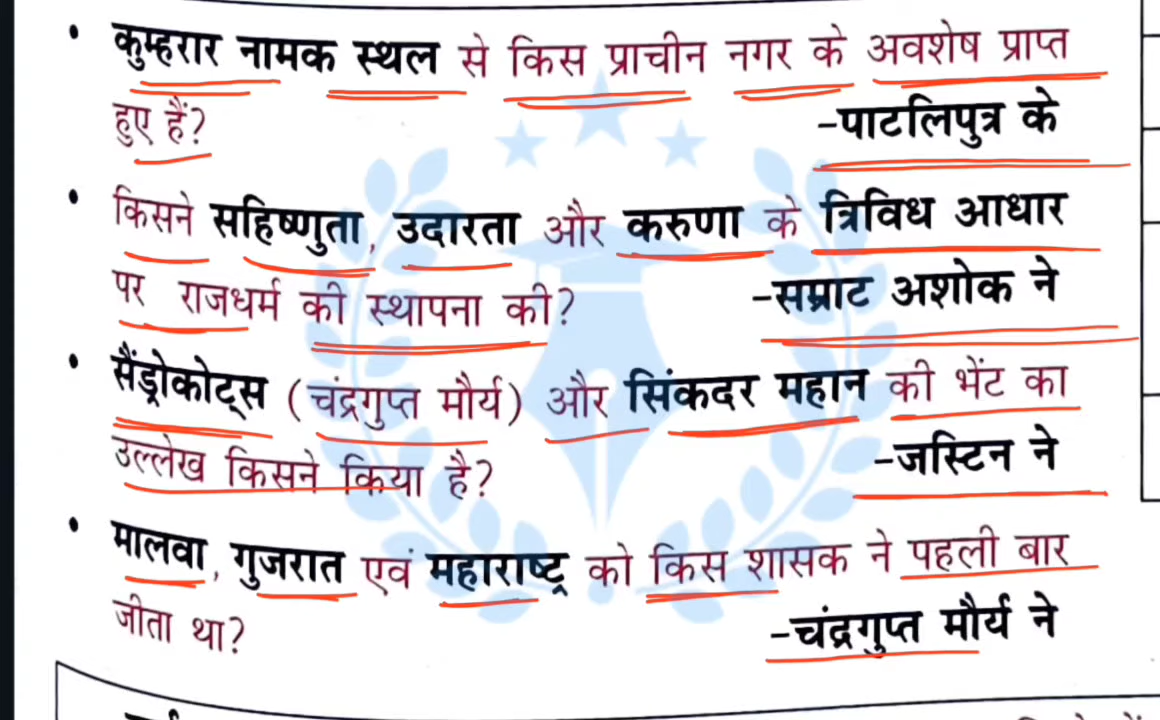 • कुम्हरार नामक स्थल से किस प्राचीन नगर के अवशेष प्राप्त
हुए हैं? -पाटलिपुत्र के
• किसने सहिष्णुता, उदारता और करुणा के त्रिविध आधार
पर राजधर्म की स्थापना की? -सम्राट अशोक ने
• सैंड्रोकोट्स (चंद्रगुप्त मौर्य) और सिंकदर महान की भेंट का
उल्लेख किसने किया है? -जस्टिन ने
• मालवा, गुजरात एवं महाराष्ट्र को किस शासक ने पहली बार
जीता था? -चंद्रगुप्त मौर्य ने